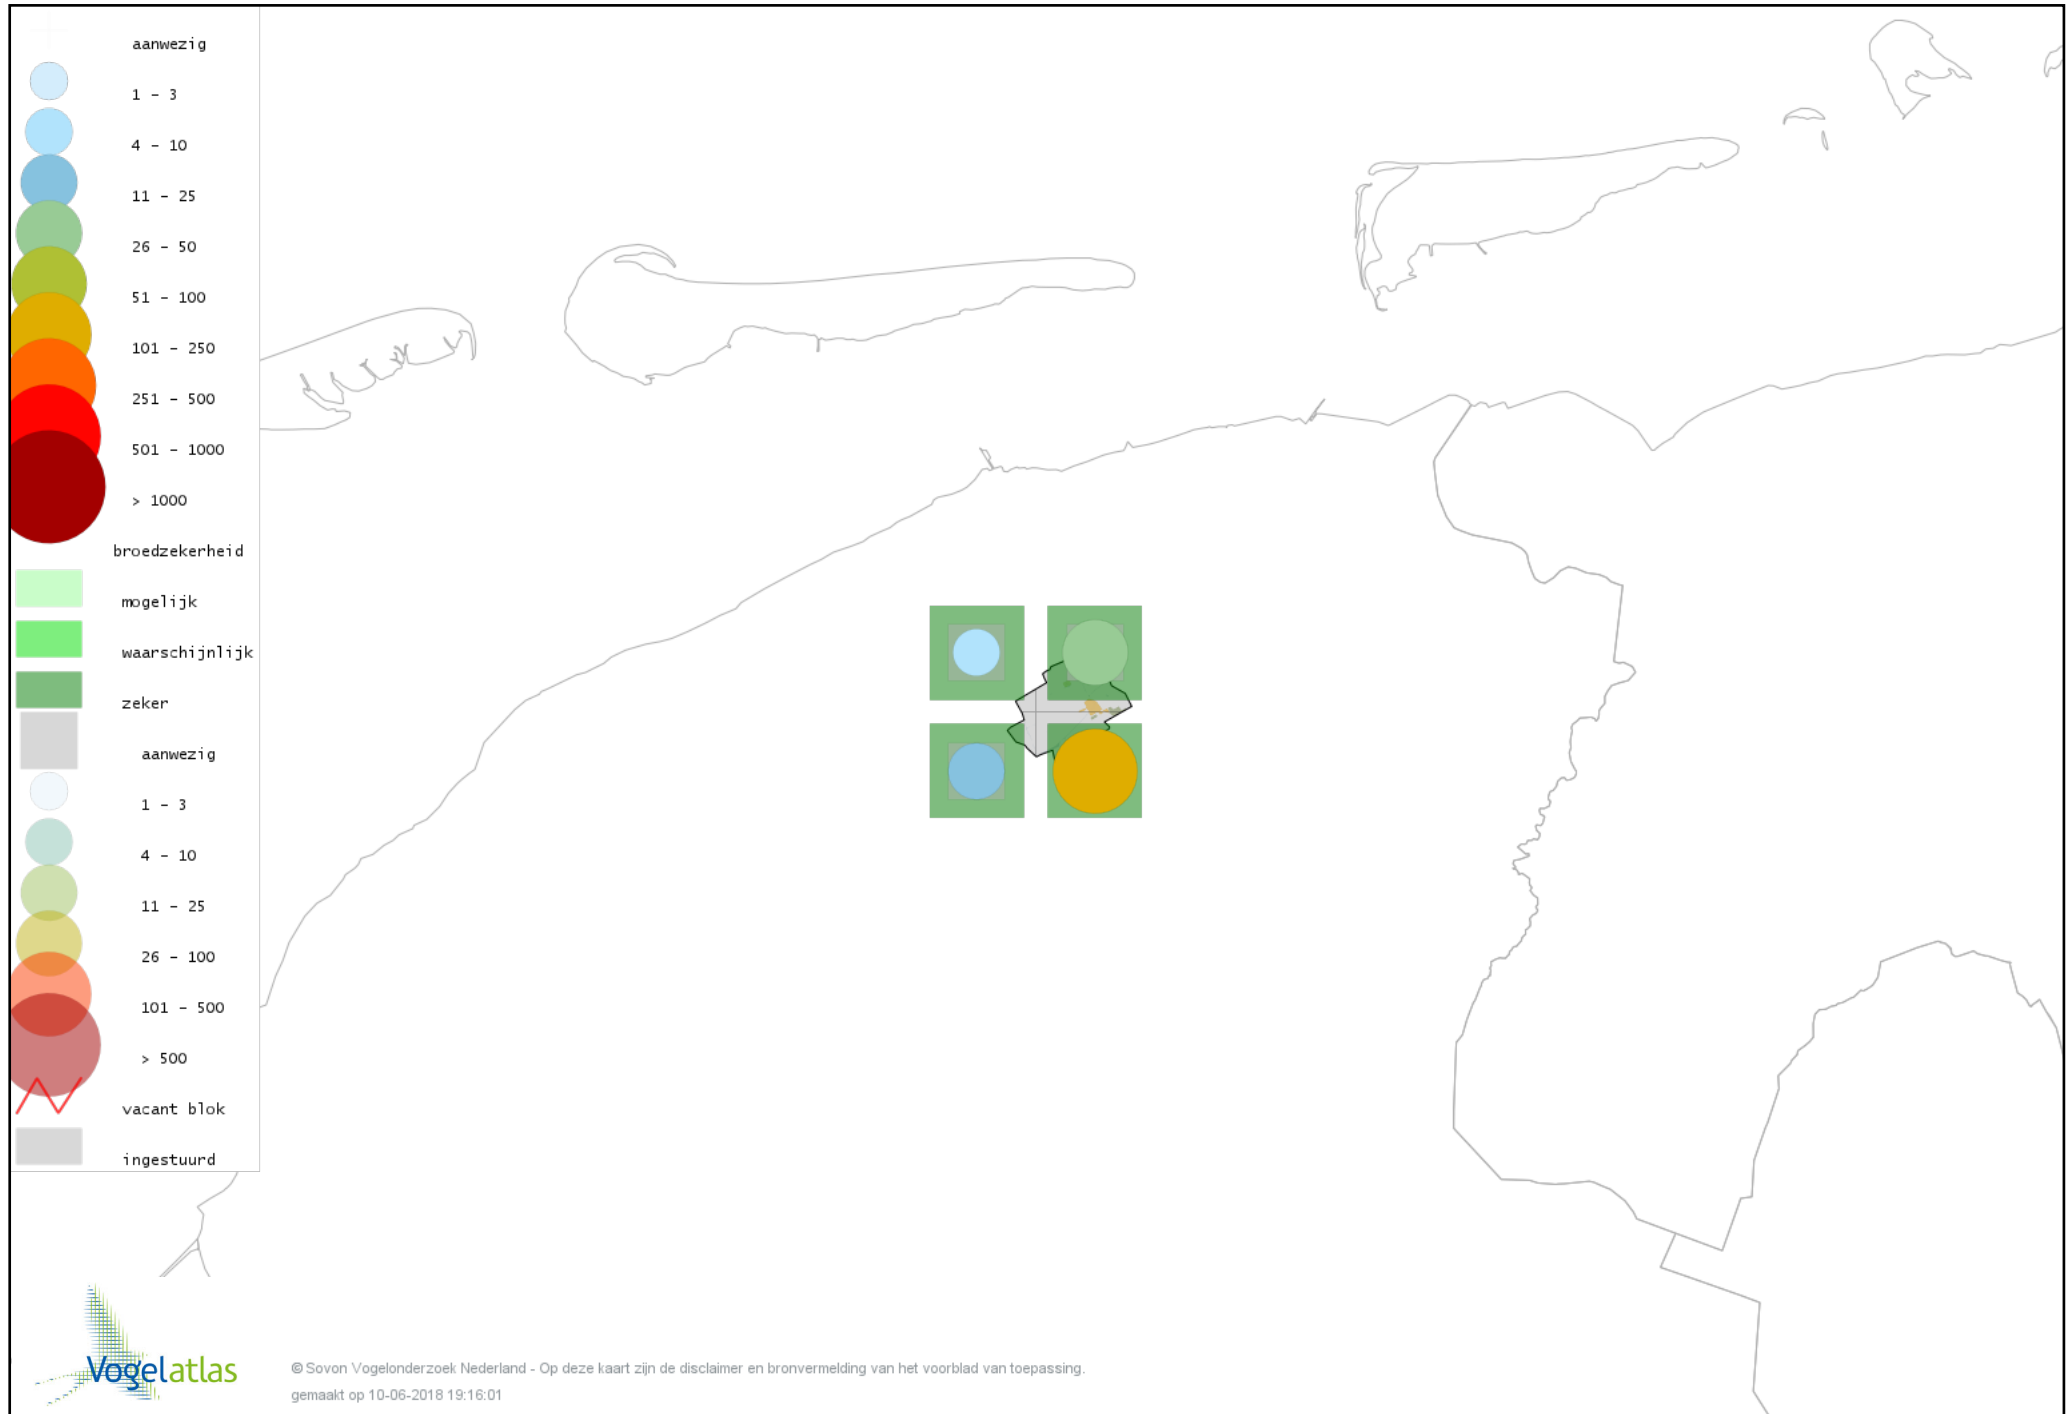 aanwezig
1 - 3
4 - 10
11 - 25
26 - 50
51 - 100
101 - 250
251 - 500
501 - 1000
> 1000
broedzekerheid
mogelijk
waarschijnlijk
zeker
aanwezig
1 - 3
4 - 10
11 - 25
26 - 100
101 - 500
> 500
vacant blok
ingestuurd
Vogelatlas
© Sovon Vogelonderzoek Nederland - Op deze kaart zijn de disclaimer en bronvermelding van het voorblad van toepassing.
gemaakt op 10-06-2018 19:16:01